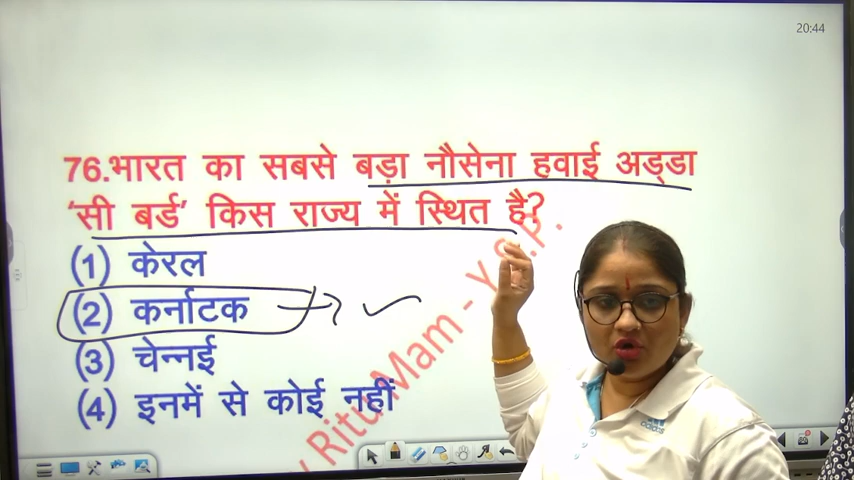 20:44
76.भारत का सबसे बड़ा नौसेना हवाई अड्डा
'सी बर्ड' किस राज्य में स्थित है?
(1) केरल
(2) कर्नाटक
(3) चेन्नई
(4) इनमें से कोई नहीं
Ritu Mam - Y.G.P.
adidas